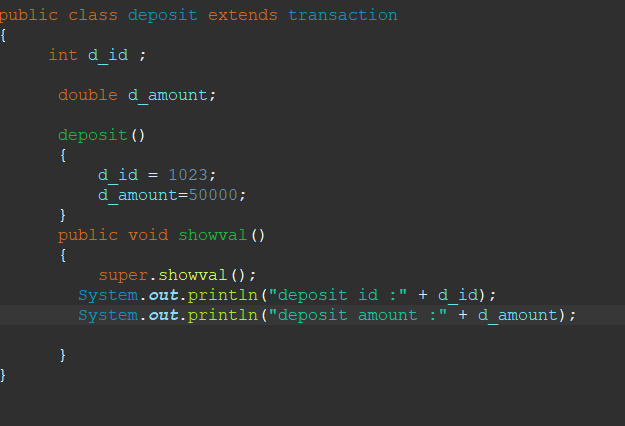 public class deposit extends transaction
{
int d_id ;
double d_amount;
deposit()
{
d_id = 1023;
d_amount=50000;
}
public void showval()
{
super.showval();
System.out.println("deposit id :" + d_id);
System.out.println("deposit amount :" + d_amount);
}
}